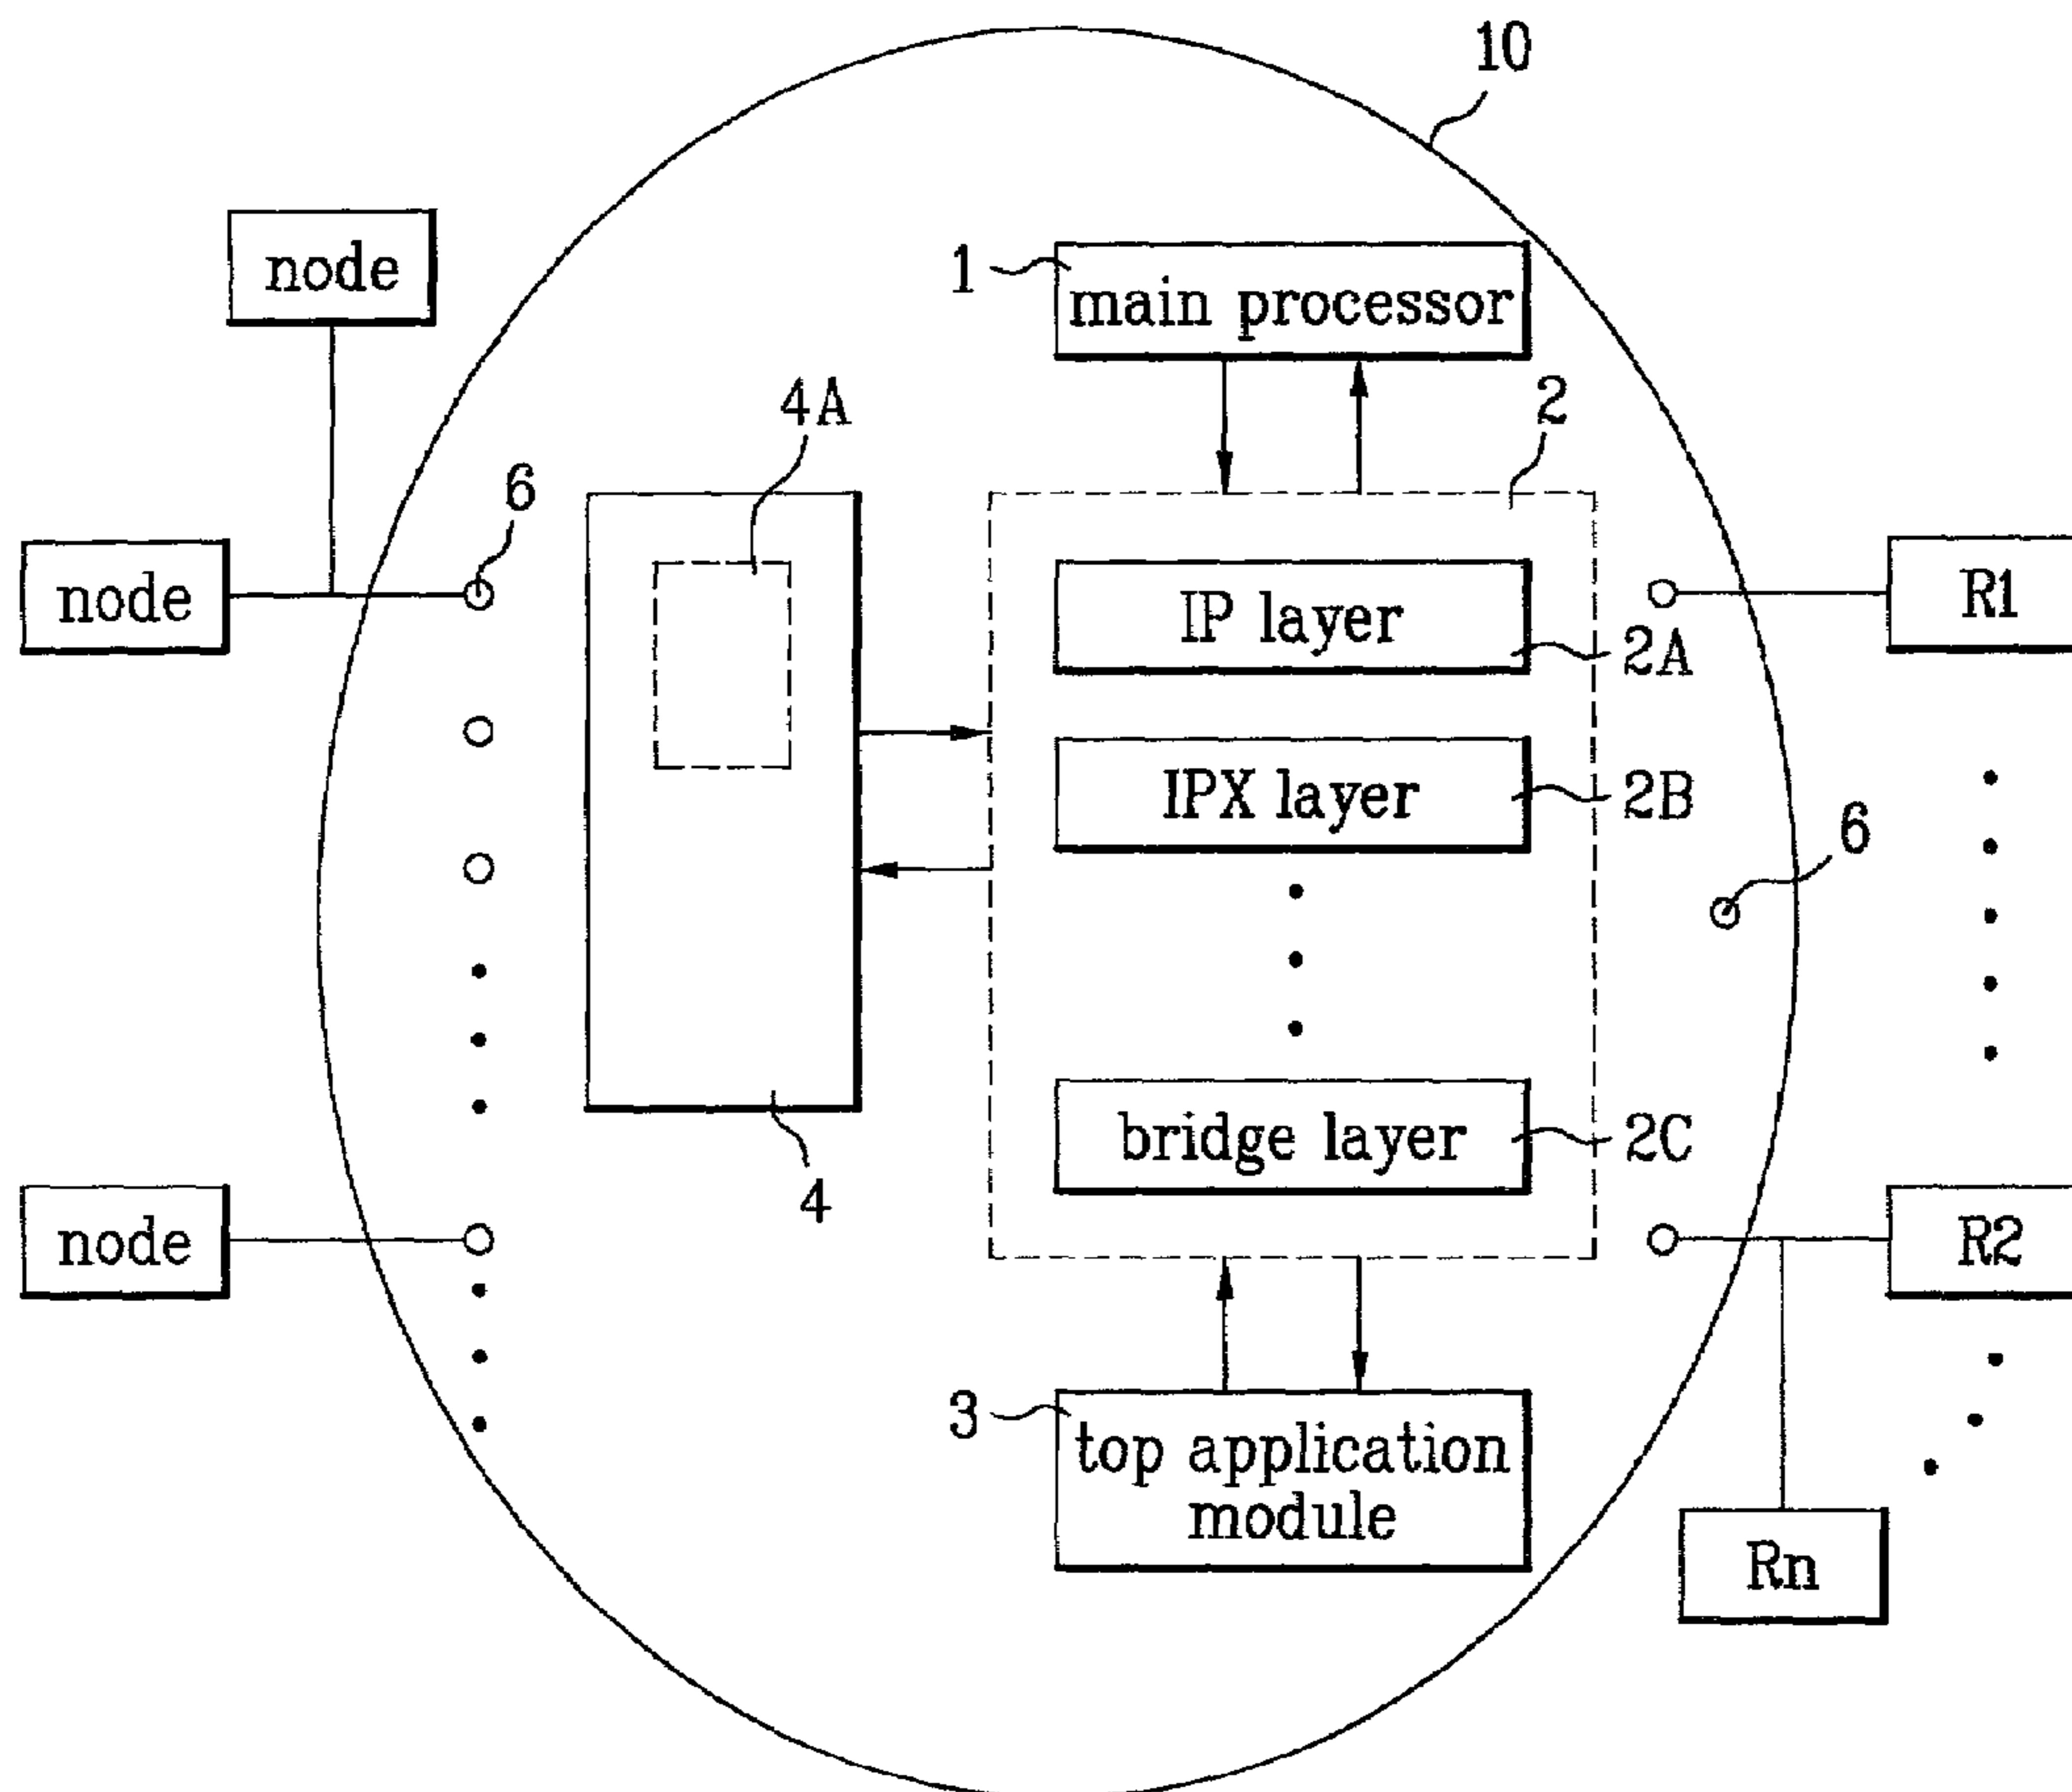 10
node
1
main processor
4A
2
6
node
IP layer
R1
2A
IPX layer
2B
6
bridge layer
2C
4
node
R2
3
top application
module
Rn